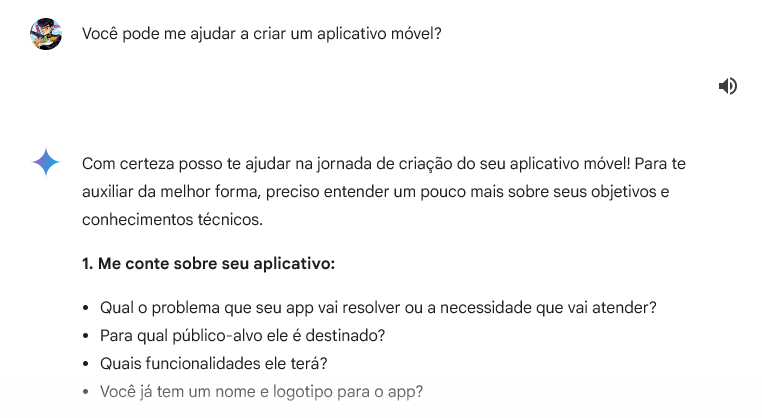 Você pode me ajudar a criar um aplicativo móvel?
Com certeza posso te ajudar na jornada de criação do seu aplicativo móvel! Para te
auxiliar da melhor forma, preciso entender um pouco mais sobre seus objetivos e
conhecimentos técnicos.
1. Me conte sobre seu aplicativo:
• Qual o problema que seu app vai resolver ou a necessidade que vai atender?
• Para qual público-alvo ele é destinado?
• Quais funcionalidades ele terá?
• Você já tem um nome e logotipo para o app?